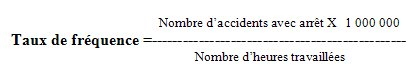 Nombre d’accidents avec arrêt X 1 000 000
Taux de fréquence =--------------------------------------------------
Nombre d’heures travaillées